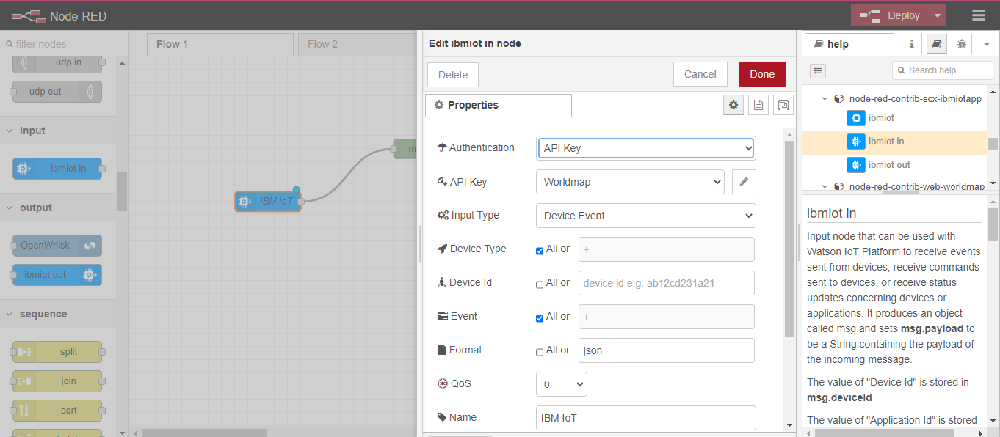 Node-RED
Deploy
filter nodes
udp in
udp out
input
ibmiot in
output
OpenWhisk
ibmiot out
sequence
split
join
sort
Flow 1
Flow 2
IBM IoT
m
Edit ibmiot in node
Delete
Cancel
Done
Properties
Authentication
API Key
API Key
Worldmap
Input Type
Device Event
Device Type
All or
+
Device Id
All or
device id e.g. ab12cd231a21
Event
All or
+
Format
All or
json
QoS
0
Name
IBM IoT
help
i
Search help
node-red-contrib-scx-ibmiotapp
ibmiot
ibmiot in
ibmiot out
node-red-contrib-web-worldmap
ibmiot in
Input node that can be used with
Watson IoT Platform to receive events
sent from devices, receive commands
sent to devices, or receive status
updates concerning devices or
applications. It produces an object
called msg and sets msg.payload to
be a String containing the payload of
the incoming message.
The value of "Device Id" is stored in
msg.deviceId
The value of "Application Id" is stored